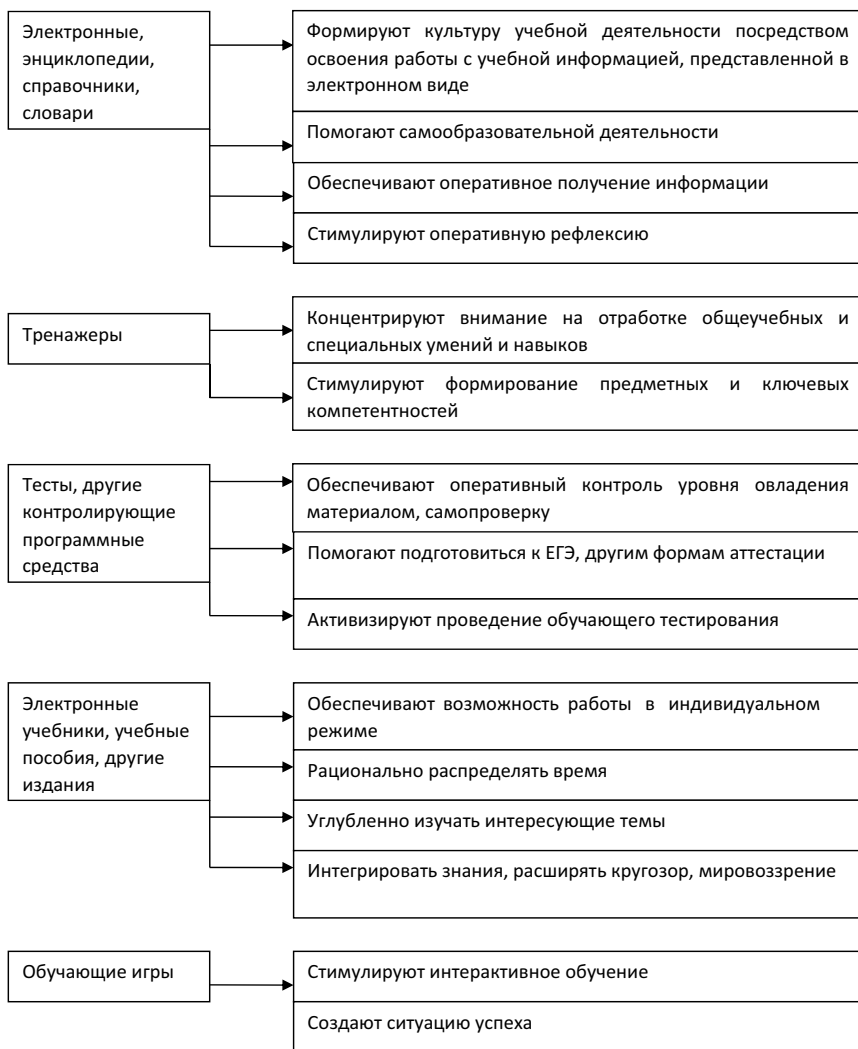 Электронные,
энциклопедии,
справочники,
словари
Формируют культуру учебной деятельности посредством
освоения работы с учебной информацией, представленной в
электронном виде
Помогают самообразовательной деятельности
Обеспечивают оперативное получение информации
Стимулируют оперативную рефлексию
Тренажеры
Концентрируют внимание на отработке общеучебных и
специальных умений и навыков
Стимулируют формирование предметных и ключевых
компетентностей
Тесты, другие
контролирующие
программные
средства
Обеспечивают оперативный контроль уровня овладения
материалом, самопроверку
Помогают подготовиться к ЕГЭ, другим формам аттестации
Активизируют проведение обучающего тестирования
Электронные
учебники, учебные
пособия, другие
издания
Обеспечивают возможность работы в индивидуальном
режиме
Рационально распределять время
Углубленно изучать интересующие темы
Интегрировать знания, расширять кругозор, мировоззрение
Обучающие игры
Стимулируют интерактивное обучение
Создают ситуацию успеха